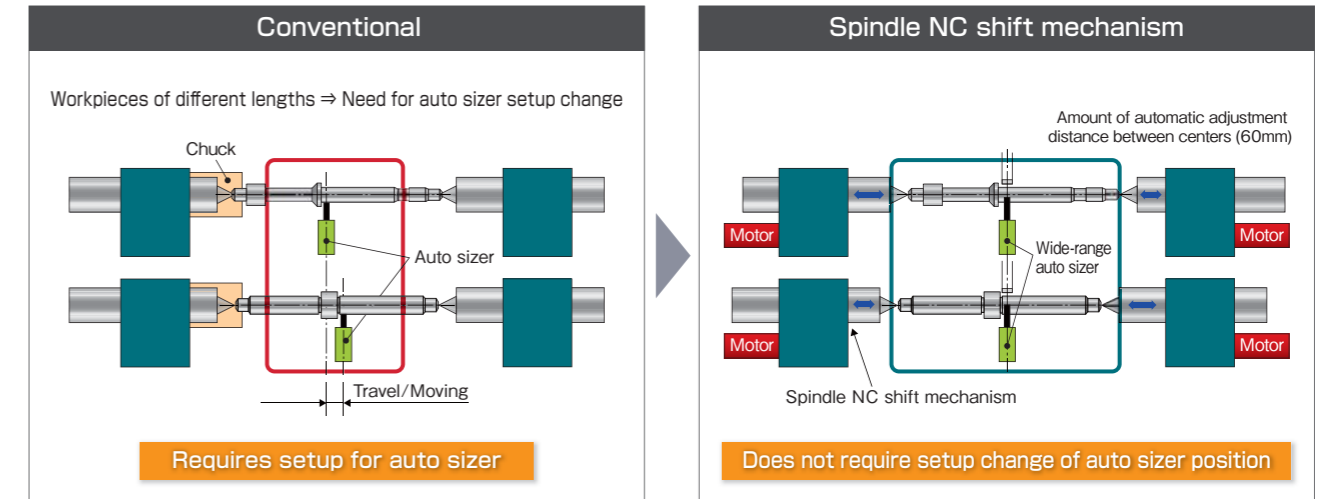 Conventional
Workpieces of different lengths ⇒ Need for auto sizer setup change
Chuck
Auto sizer
Travel/Moving
Requires setup for auto sizer
Spindle NC shift mechanism
Amount of automatic adjustment
distance between centers (60mm)
Motor
Motor
Wide-range
auto sizer
Motor
Motor
Spindle NC shift mechanism
Does not require setup change of auto sizer position